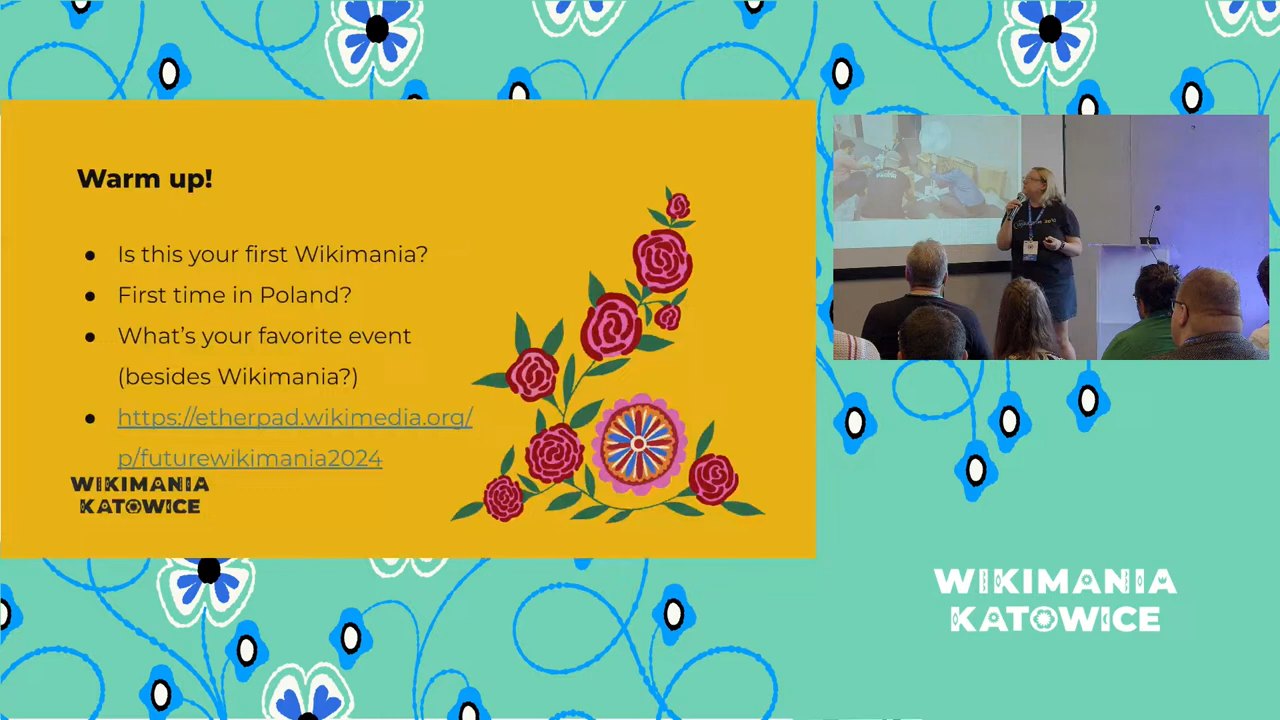 Warm up!
● Is this your first Wikimania?
● First time in Poland?
● What's your favorite event
(besides Wikimania?)
● https://etherpad.wikimedia.org/
p/futurewikimania2024
WIKIMANIA
KATOWICE
WIKIMANIA
KATOWICE